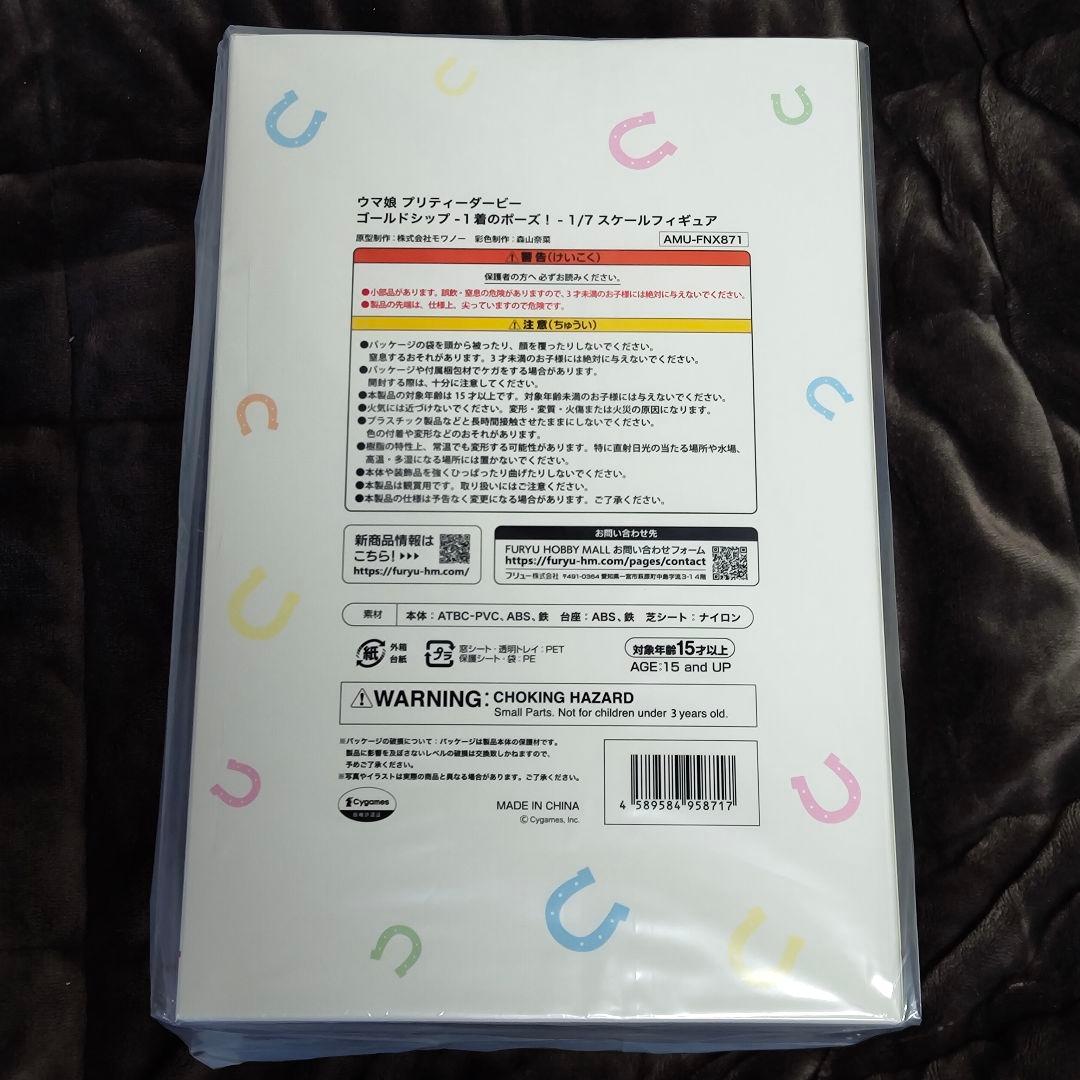 ウマ娘 プリティーダービー
ゴールドシップ -1着のポーズ! - 1/7 スケールフィギュア
原型制作:株式会社モワノー 彩色制作:森山奈菜
AMU-FNX871
⚠警告(けいこく)
保護者の方へ必ずお読みください。
●小部品があります。誤飲・窒息の危険がありますので、3才未満のお子様には絶対に与えないでください。
●製品の先端は、仕様上、尖っていますので危険です。
⚠注意(ちゅうい)
●パッケージの袋を頭から被ったり、顔を覆ったりしないでください。
窒息するおそれがあります。3才未満のお子様には絶対に与えないでください。
●パッケージや付属梱包材でケガをする場合があります。
開封する際は、十分に注意してください。
●本製品の対象年齢は15才以上です。対象年齢未満のお子様には与えないでください。
●火気には近づけないでください。変形・変質・火傷または火災の原因になります。
●プラスチック製品などと長時間接触させたままにしないでください。
色の付着や変形などのおそれがあります。
●樹脂の特性上、常温でも変形する可能性があります。特に直射日光の当たる場所や水場、
高温・多湿になる場所には置かないでください。
●本体や装飾品を強くひっぱったり曲げたりしないでください。
●本製品は観賞用です。取り扱いにはご注意ください。
●本製品の仕様は予告なく変更になる場合があります。ご了承ください。
新商品情報は
こちら!▶▶▶
https://furyu-hm.com/
お問い合わせ先
FURYU HOBBY MALL お問い合わせフォーム
https://furyu-hm.com/pages/contact
フリュー株式会社 〒491-0364 愛知県一宮市萩原町中島字流3-14階
素材 本体:ATBC-PVC、ABS、鉄 台座:ABS、鉄 芝シート:ナイロン
紙 外箱
台紙
プラ 窓シート・透明トレイ:PET
保護シート・袋:PE
対象年齢15才以上
AGE:15 and UP
⚠WARNING: CHOKING HAZARD
Small Parts. Not for children under 3 years old.
※パッケージの破損について:パッケージは製品本体の保護材です。
製品に影響を及ぼさないレベルの破損は交換致しかねますので、
予めご了承ください。
※写真やイラストは実際の商品と異なる場合があります。ご了承ください。
Cygames
MADE IN CHINA
© Cygames, Inc.
4 589584 958717